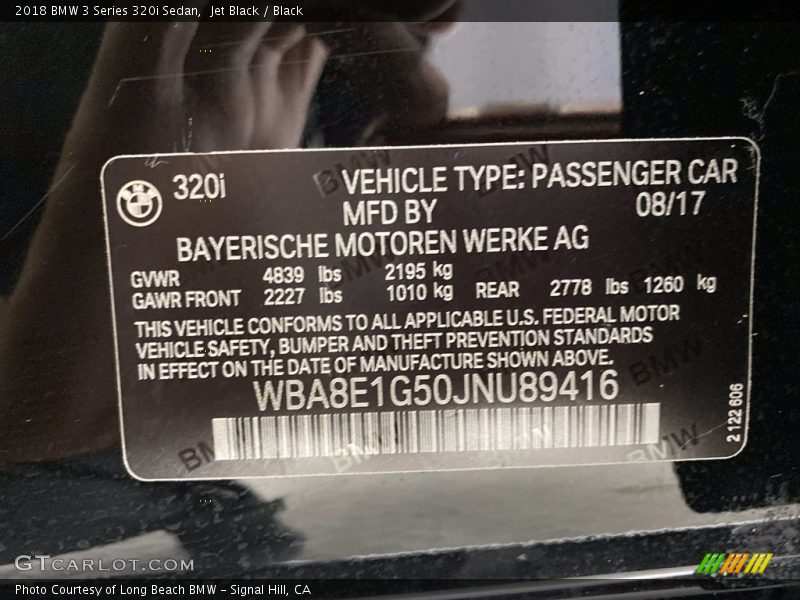 2018 BMW 3 Series 320i Sedan,  Jet Black / Black
320i
VEHICLE TYPE: PASSENGER CAR
MFD BY
08/17
BAYERISCHE MOTOREN WERKE AG
GVWR 4839 lbs 2195 kg
GAWR FRONT 2227 lbs 1010 kg REAR 2778 lbs 1260 kg
THIS VEHICLE CONFORMS TO ALL APPLICABLE U.S. FEDERAL MOTOR
VEHICLE SAFETY, BUMPER AND THEFT PREVENTION STANDARDS
IN EFFECT ON THE DATE OF MANUFACTURE SHOWN ABOVE.
WBA8E1G50JNU89416
2 122 606
GTCARLOT.COM
Photo Courtesy of Long Beach BMW – Signal Hill, CA